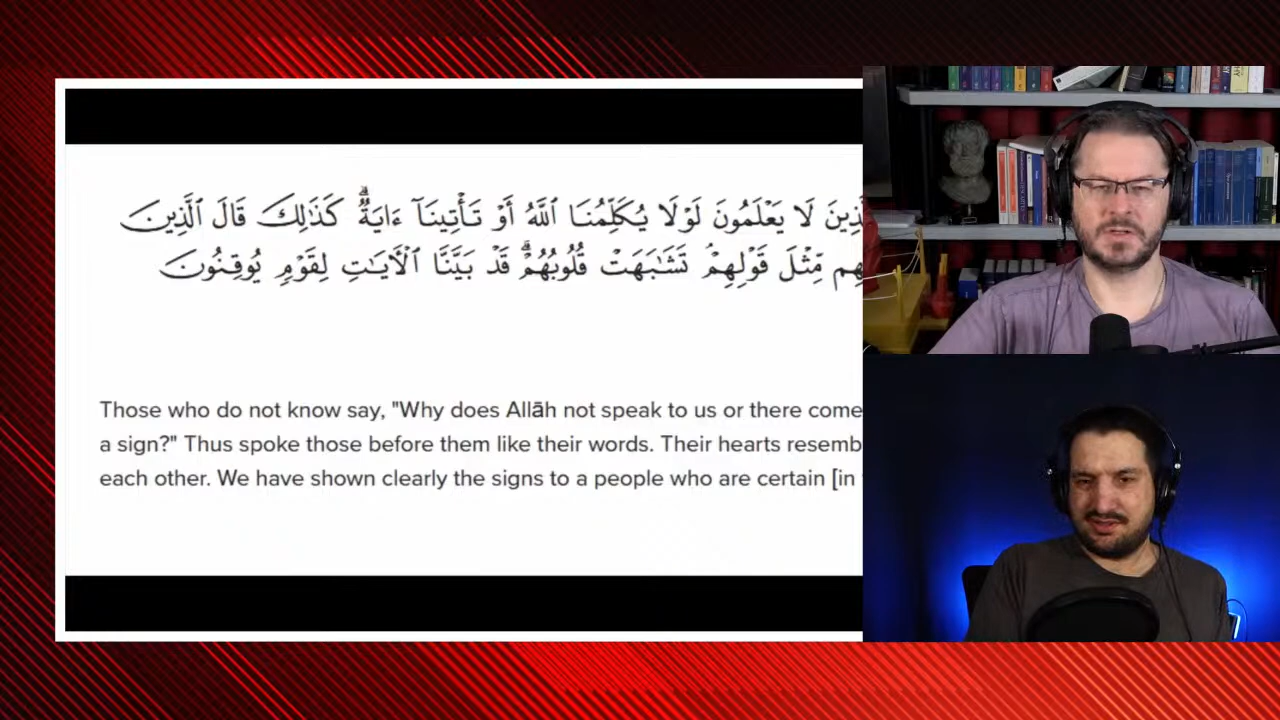 لَا يَعْلَمُونَ لَوْلَا يُكَلِّمُنَا ٱللَّهُ أَوْ تَأْتِينَآ ءَايَةٌۗ كَذَٰلِكَ قَالَ ٱلَّذِينَ
مِّثْلَ قَوْلِهِمْۘ تَشَٰبَهَتْ قُلُوبُهُمْۗ قَدْ بَيَّنَّا ٱلْـَٔايَٰتِ لِقَوْمٍ يُوقِنُونَ
Those who do not know say, "Why does Allāh not speak to us or there come
a sign?" Thus spoke those before them like their words. Their hearts resemb
each other. We have shown clearly the signs to a people who are certain [in